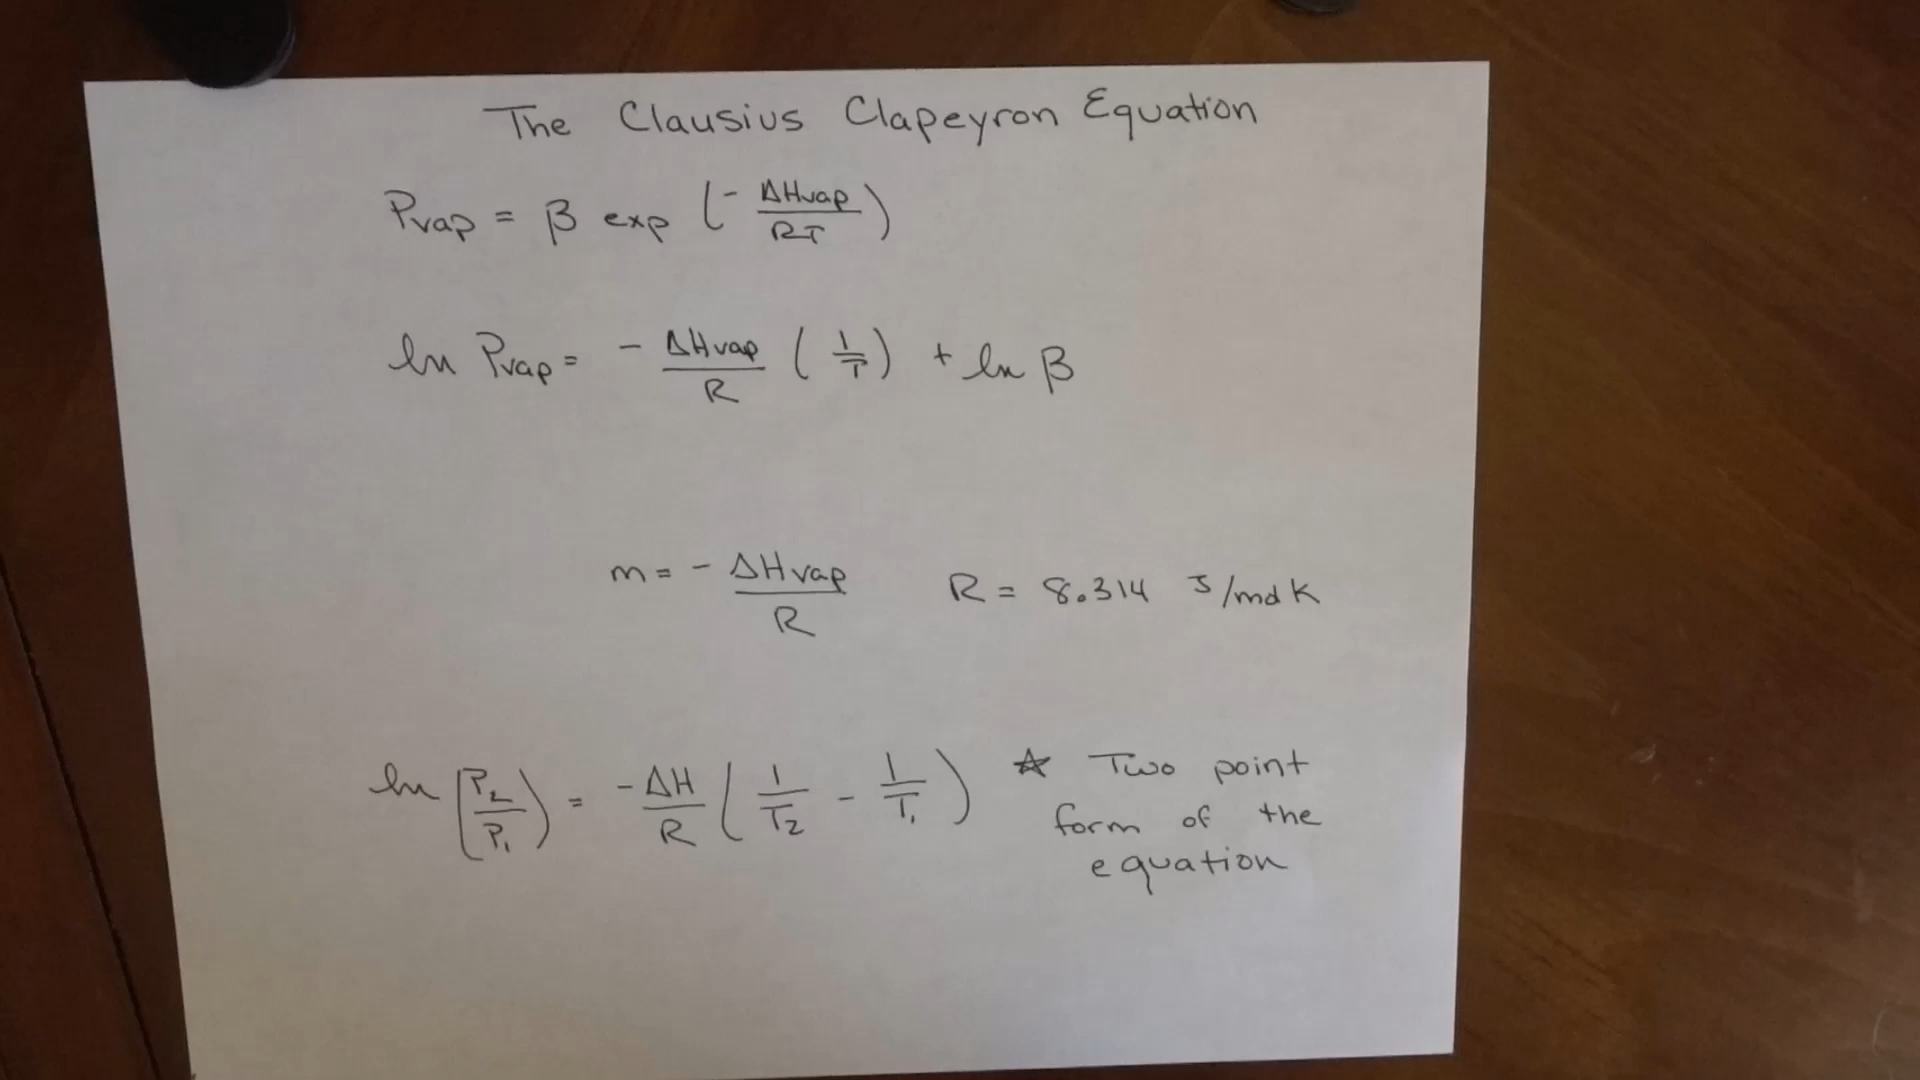 The Clausius Clapeyron Equation
Pvap = β exp (- ΔHvap / RT)
ln Pvap = - ΔHvap / R (1/T) + ln β
m = - ΔHvap / R    R = 8.314 J/mol K
ln (P₂/P₁) = -ΔH / R (1/T₂ - 1/T₁) ☆ Two point
form of the
equation